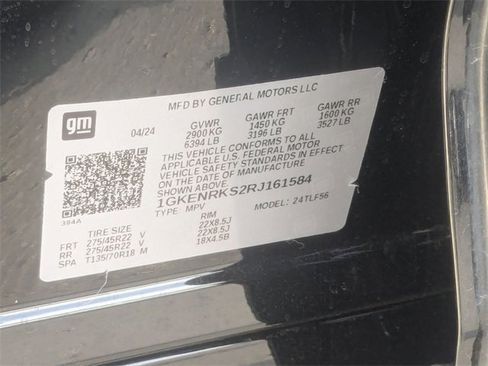 gm
MFD BY GENERAL MOTORS LLC
04/24 GVWR GAWR FRT GAWR RR
2900 KG 1450 KG 1600 KG
6394 LB 3196 LB 3527 LB
THIS VEHICLE CONFORMS TO ALL
APPLICABLE U.S. FEDERAL MOTOR
VEHICLE SAFETY STANDARDS IN EFFECT
ON THE DATE OF MANUFACTURE
SHOWN ABOVE.
1GKENRKS2RJ161584
TYPE: MPV MODEL: 24TLF56
394A
TIRE SIZE RIM
FRT 275/45R22 V 22X8.5J
RR 275/45R22 V 22X8.5J
SPA T135/70R18 M 18X4.5B